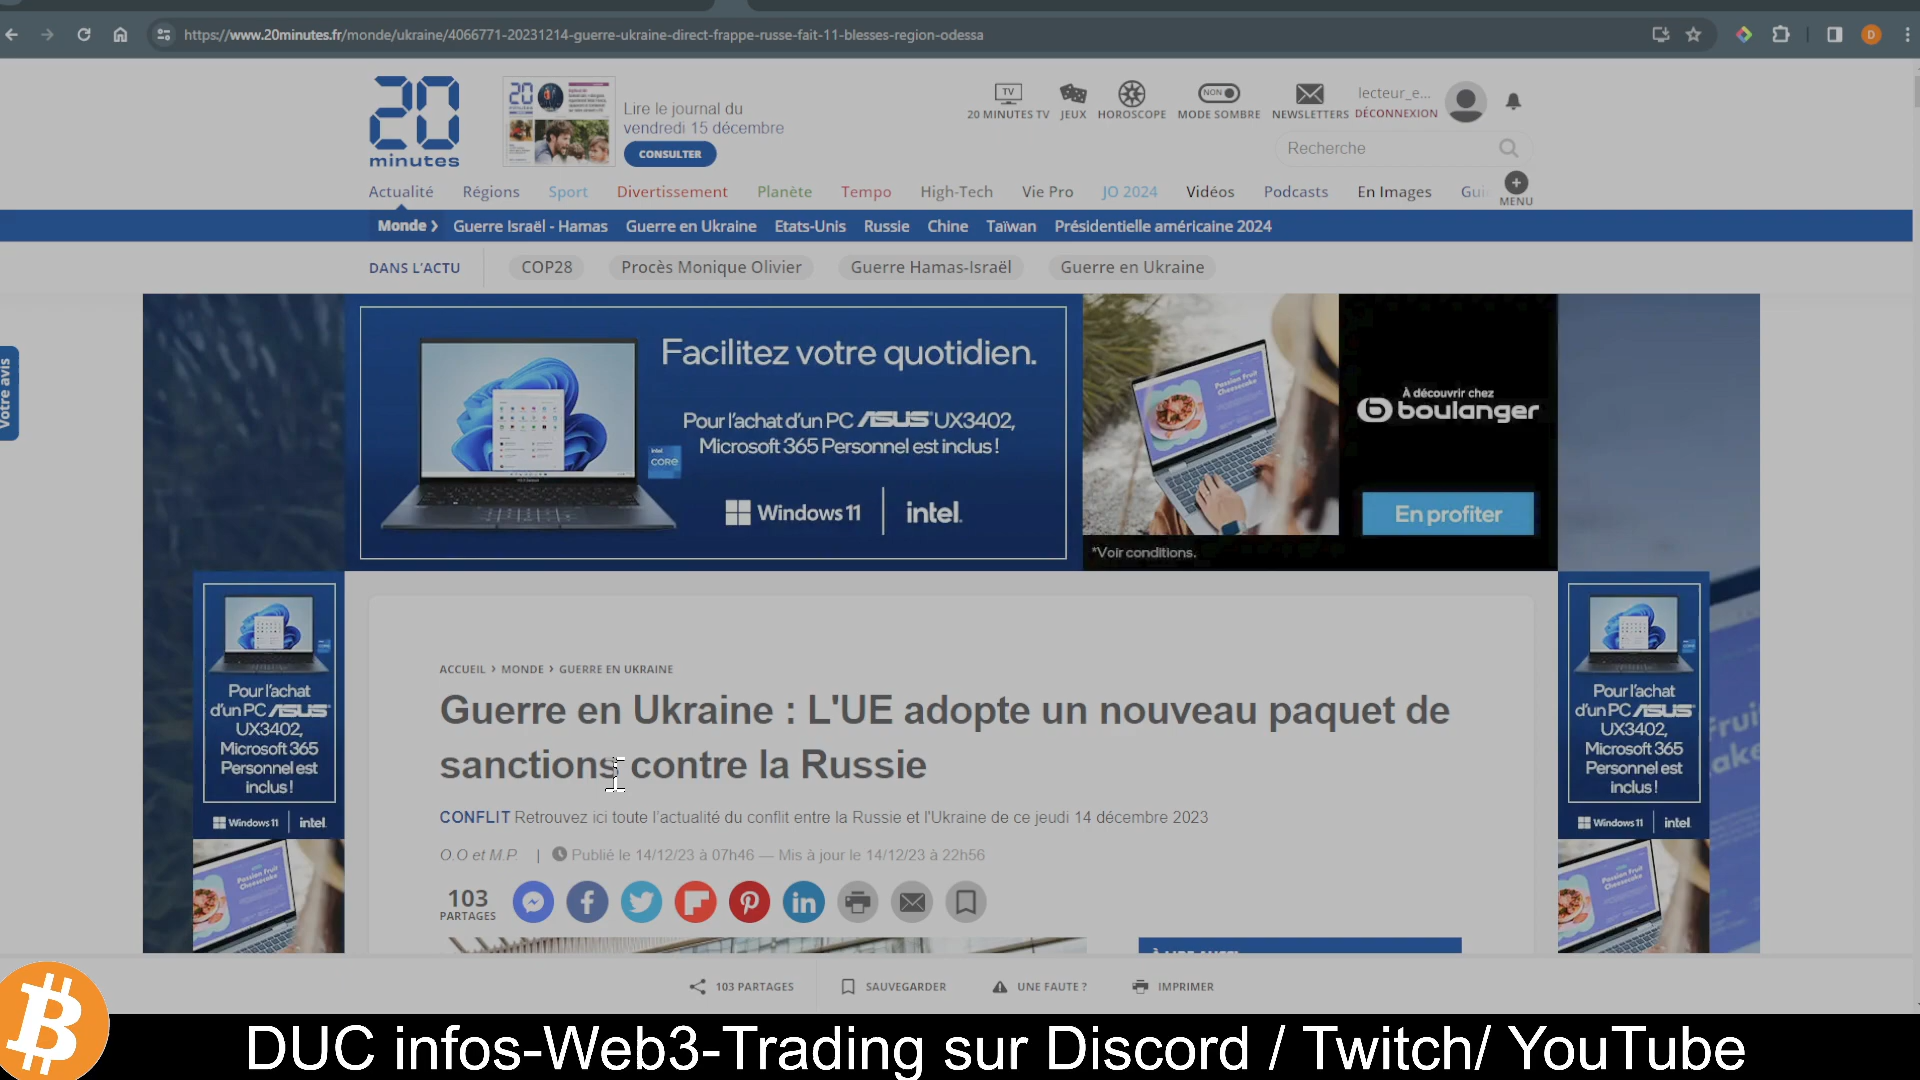 https://www.20minutes.fr/monde/ukraine/4066771-20231214-guerre-ukraine-direct-frappe-russe-fait-11-blesses-region-odessa
D
20
minutes
Lire le journal du
vendredi 15 décembre
CONSULTER
TV
20 MINUTES TV
JEUX
HOROSCOPE
NON
MODE SOMBRE
NEWSLETTERS
lecteur_e...
DÉCONNEXION
Recherche
Actualité Régions Sport Divertissement Planète Tempo High-Tech Vie Pro JO 2024 Vidéos Podcasts En Images
MENU
Monde Guerre Israël - Hamas Guerre en Ukraine Etats-Unis Russie Chine Taïwan Présidentielle américaine 2024
DANS L'ACTU COP28 Procès Monique Olivier Guerre Hamas-Israël Guerre en Ukraine
Votre avis
Facilitez votre quotidien.
Pour l'achat d'un PC ASUS UX3402,
Microsoft 365 Personnel est inclus !
intel
CORE
Windows 11 intel.
Passion Fruit
Cheesecake
À découvrir chez
boulanger
En profiter
*Voir conditions.
Pour l'achat
d'un PC ASUS
UX3402,
Microsoft 365
Personnel est
inclus !
Windows 11 intel
Pour l'achat
d'un PC ASUS
UX3402,
Microsoft 365
Personnel est
inclus !
Windows 11 intel
ACCUEIL > MONDE > GUERRE EN UKRAINE
Guerre en Ukraine : L'UE adopte un nouveau paquet de
sanctions contre la Russie
CONFLIT Retrouvez ici toute l'actualité du conflit entre la Russie et l'Ukraine de ce jeudi 14 décembre 2023
O.O et M.P. | Publié le 14/12/23 à 07h46 — Mis à jour le 14/12/23 à 22h56
103
PARTAGES
103 PARTAGES SAUVEGARDER UNE FAUTE ? IMPRIMER
DUC infos-Web3-Trading sur Discord / Twitch/ YouTube